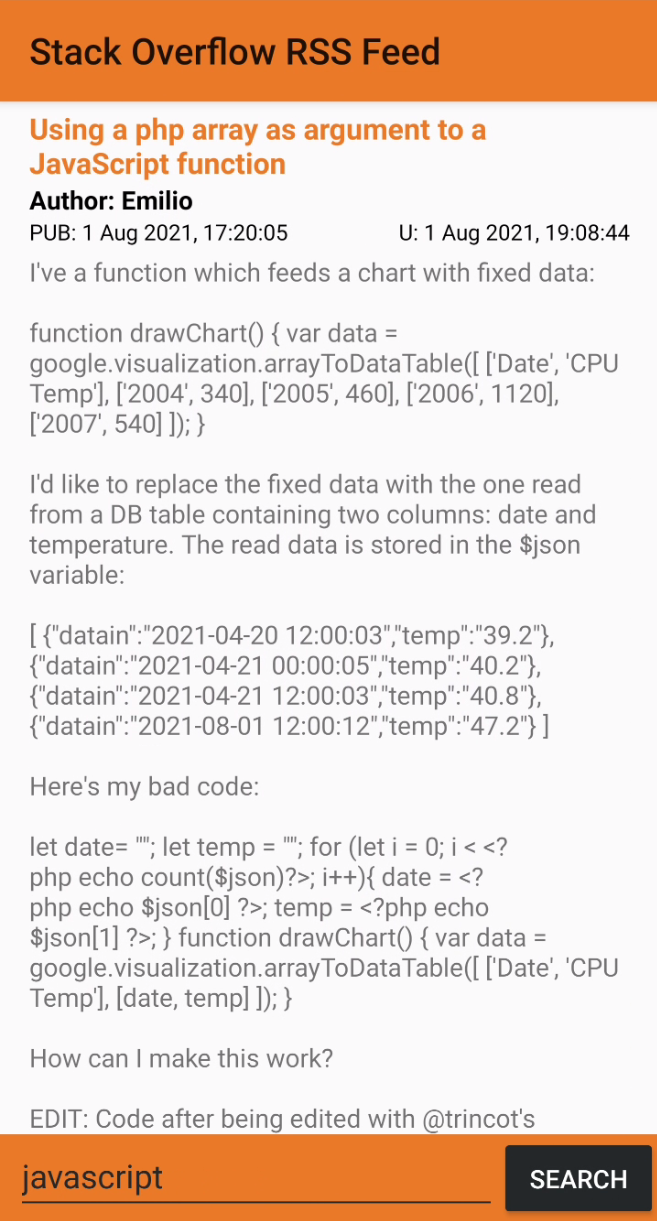 Stack Overflow RSS Feed
Using a php array as argument to a
JavaScript function
Author: Emilio
PUB: 1 Aug 2021, 17:20:05 U: 1 Aug 2021, 19:08:44
I've a function which feeds a chart with fixed data:
function drawChart() { var data =
google.visualization.arrayToDataTable([ ['Date', 'CPU
Temp'], ['2004', 340], ['2005', 460], ['2006', 1120],
['2007', 540] ]); }
I'd like to replace the fixed data with the one read
from a DB table containing two columns: date and
temperature. The read data is stored in the $json
variable:
[ {"datain":"2021-04-20 12:00:03","temp":"39.2"},
{"datain":"2021-04-21 00:00:05","temp":"40.2"},
{"datain":"2021-04-21 12:00:03","temp":"40.8"},
{"datain":"2021-08-01 12:00:12","temp":"47.2"} ]
Here's my bad code:
let date= ""; let temp = ""; for (let i = 0; i < <?
php echo count($json)?>; i++){ date = <?
php echo $json[0] ?>; temp = <?php echo
$json[1] ?>; } function drawChart() { var data =
google.visualization.arrayToDataTable([ ['Date', 'CPU
Temp'], [date, temp] ]); }
How can I make this work?
EDIT: Code after being edited with @trincot's
javascript
SEARCH